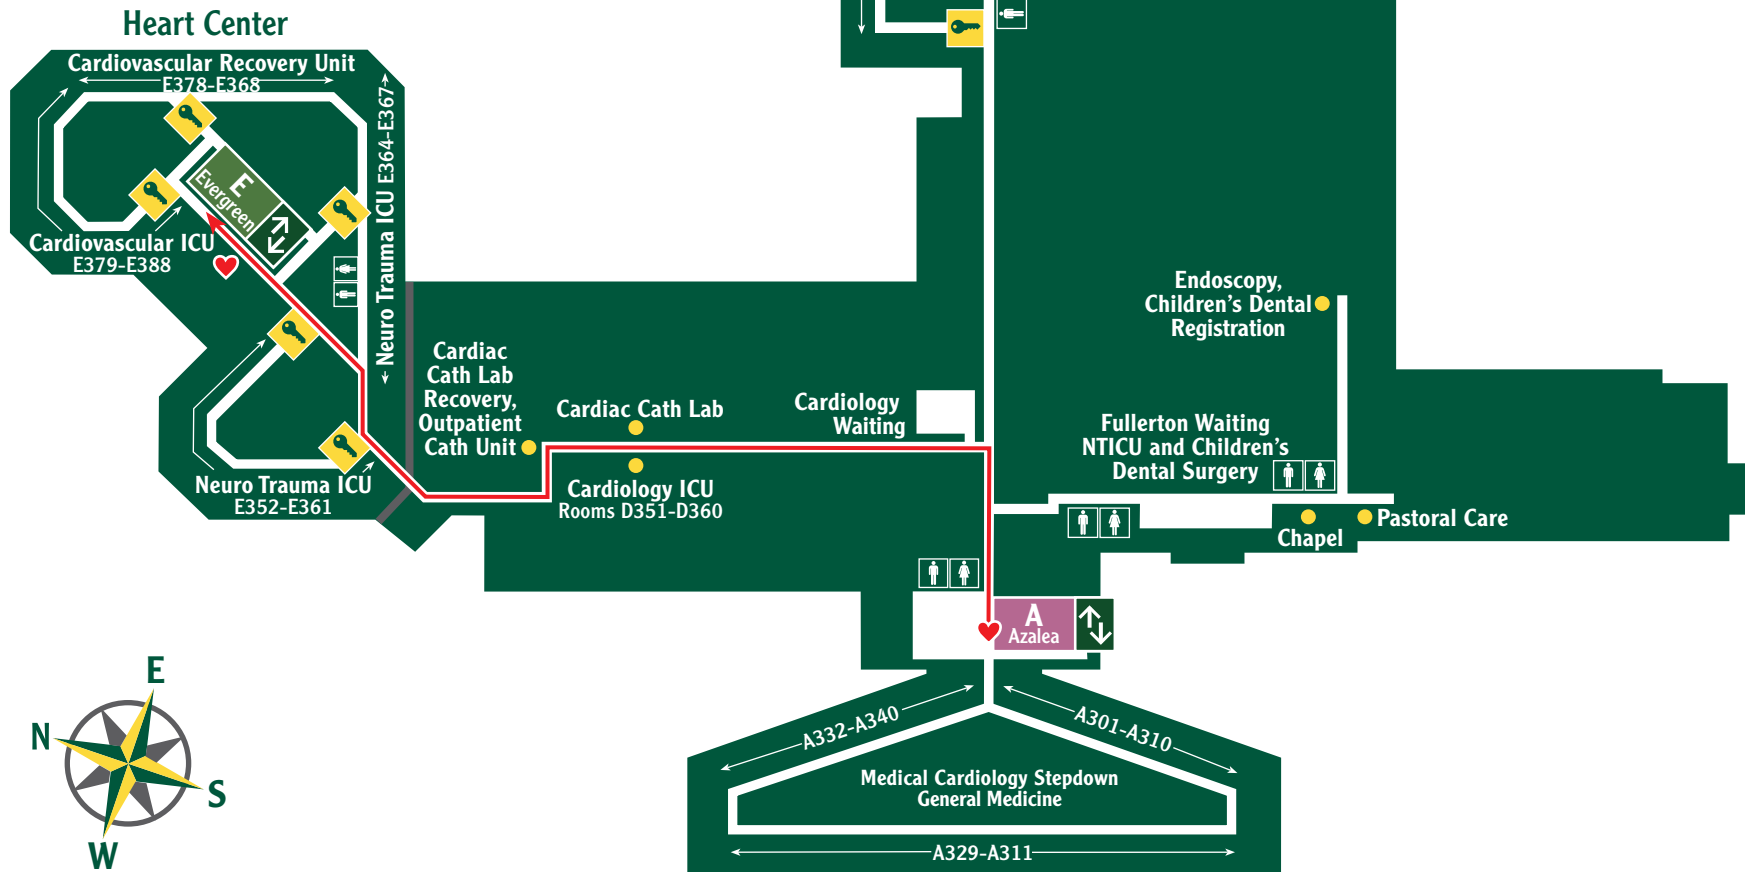 Heart Center
Cardiovascular Recovery Unit
E378-E368
Neuro Trauma ICU E364-E367
E
Evergreen
Cardiovascular ICU
E379-E388
Neuro Trauma ICU
E352-E361
Cardiac
Cath Lab
Recovery,
Outpatient
Cath Unit
Cardiac Cath Lab
Cardiology ICU
Rooms D351-D360
Cardiology
Waiting
Endoscopy,
Children's Dental
Registration
Fullerton Waiting
NTICU and Children's
Dental Surgery
Chapel
Pastoral Care
A
Azalea
A332-A340
A301-A310
Medical Cardiology Stepdown
General Medicine
A329-A311
E
N
S
W